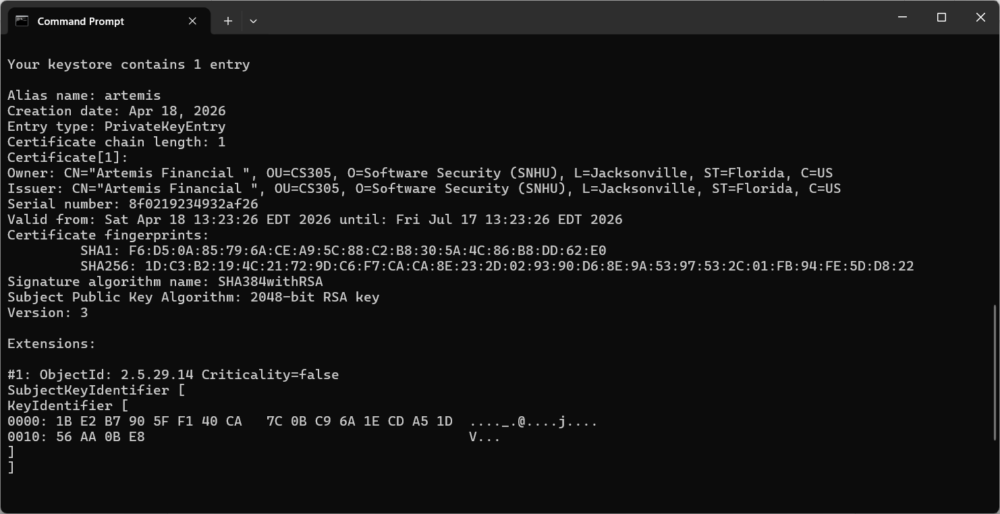 Command Prompt
Your keystore contains 1 entry
Alias name: artemis
Creation date: Apr 18, 2026
Entry type: PrivateKeyEntry
Certificate chain length: 1
Certificate[1]:
Owner: CN="Artemis Financial ", OU=CS305, O=Software Security (SNHU), L=Jacksonville, ST=Florida, C=US
Issuer: CN="Artemis Financial ", OU=CS305, O=Software Security (SNHU), L=Jacksonville, ST=Florida, C=US
Serial number: 8f0219234932af26
Valid from: Sat Apr 18 13:23:26 EDT 2026 until: Fri Jul 17 13:23:26 EDT 2026
Certificate fingerprints:
         SHA1: F6:D5:0A:85:79:6A:CE:A9:5C:88:C2:B8:30:5A:4C:86:B8:DD:62:E0
         SHA256: 1D:C3:B2:19:4C:21:72:9D:C6:F7:CA:CA:8E:23:2D:02:93:90:D6:8E:9A:53:97:53:2C:01:FB:94:FE:5D:D8:22
Signature algorithm name: SHA384withRSA
Subject Public Key Algorithm: 2048-bit RSA key
Version: 3
Extensions:
#1: ObjectId: 2.5.29.14 Criticality=false
SubjectKeyIdentifier [
KeyIdentifier [
0000: 1B E2 B7 90 5F F1 40 CA   7C 0B C9 6A 1E CD A5 1D  ...._.@....j....
0010: 56 AA 0B E8                                        V...
]
]